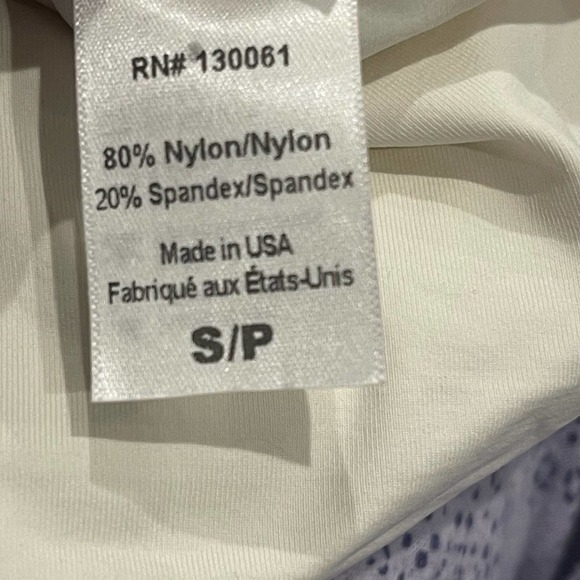 RN# 130061
80% Nylon/Nylon
20% Spandex/Spandex
Made in USA
Fabriqué aux États-Unis
S/P